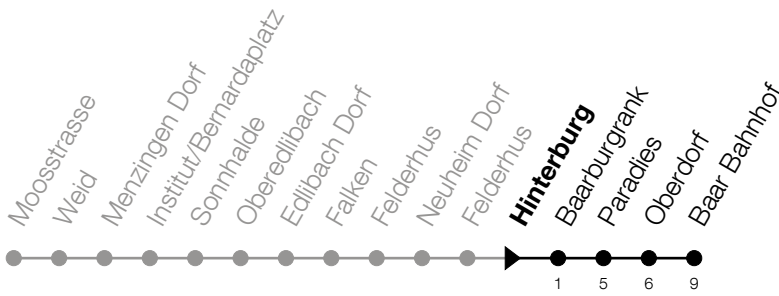 Moosstrasse
Weid
Menzingen Dorf
Institut/Bernardaplatz
Sonnhalde
Oberedlibach
Edlibach Dorf
Falken
Felderhus
Neuheim Dorf
Felderhus
Hinterburg
Baarburgrank
Paradies
Oberdorf
Baar Bahnhof
1 5 6 9